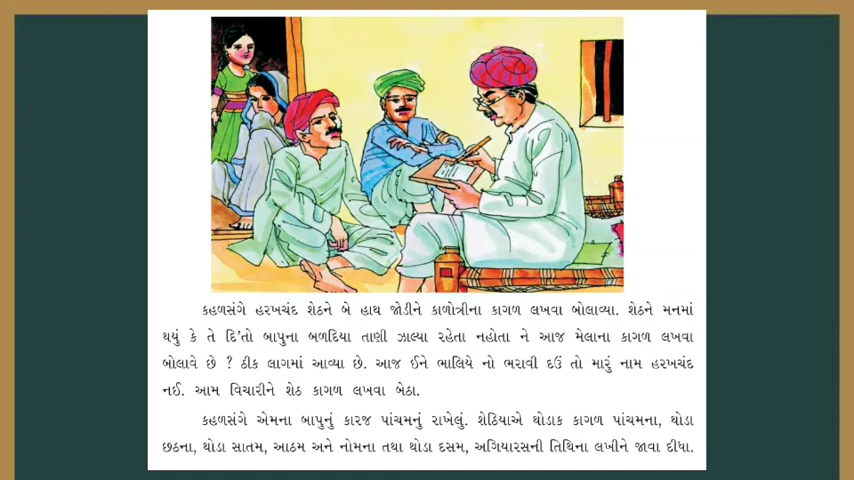 કહળસંગે હરખચંદ શેઠને બે હાથ જોડીને કાળોત્રીના કાગળ લખવા બોલાવ્યા. શેઠને મનમાં
થયું કે તે દિ'તો બાપુના બળદિયા તાણી ઝાલ્યા રહેતા નહોતા ને આજ મેલાના કાગળ લખવા
બોલાવે છે ? ઠીક લાગમાં આવ્યા છે. આજ ઈને ભાલિયે નો ભરાવી દઉં તો મારું નામ હરખચંદ
નઈ. આમ વિચારીને શેઠ કાગળ લખવા બેઠા.
કહળસંગે એમના બાપુનું કારજ પાંચમનું રાખેલું. શેઠિયાએ થોડાક કાગળ પાંચમના, થોડા
છઠના, થોડા સાતમ, આઠમ અને નોમના તથા થોડા દસમ, અગિયારસની તિથિના લખીને જાવા દીધા.